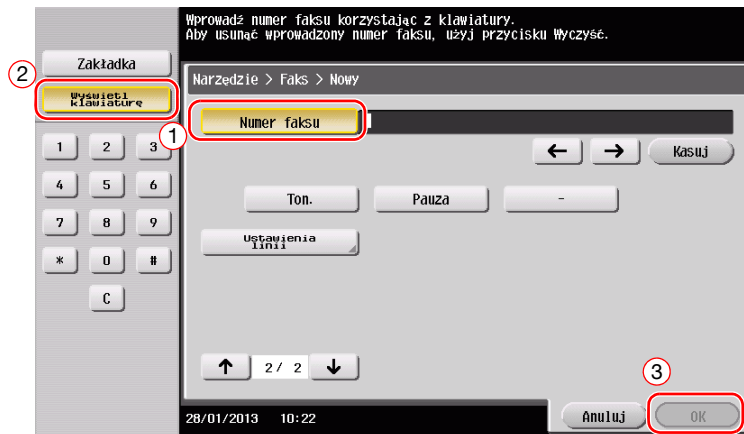 Wprowadź numer faksu korzystając z klawiatury.
Aby usunąć wprowadzony numer faksu, użyj przycisku Wyczyść.
2
Zakładka
Wyświetl
klawiaturę
1 2 3
4 5 6
7 8 9
* 0 #
C
Narzędzie > Faks > Nowy
1
Numer faksu
← → Kasuj
Ton. Pauza -
Ustawienia
linii
↑ 2/ 2 ↓
3
28/01/2013 10:22 Anuluj OK